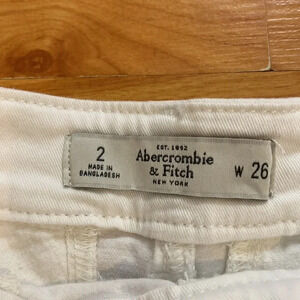 2
MADE IN
BANGLADESH
EST. 1892
Abercrombie
& Fitch
NEW YORK
W 26